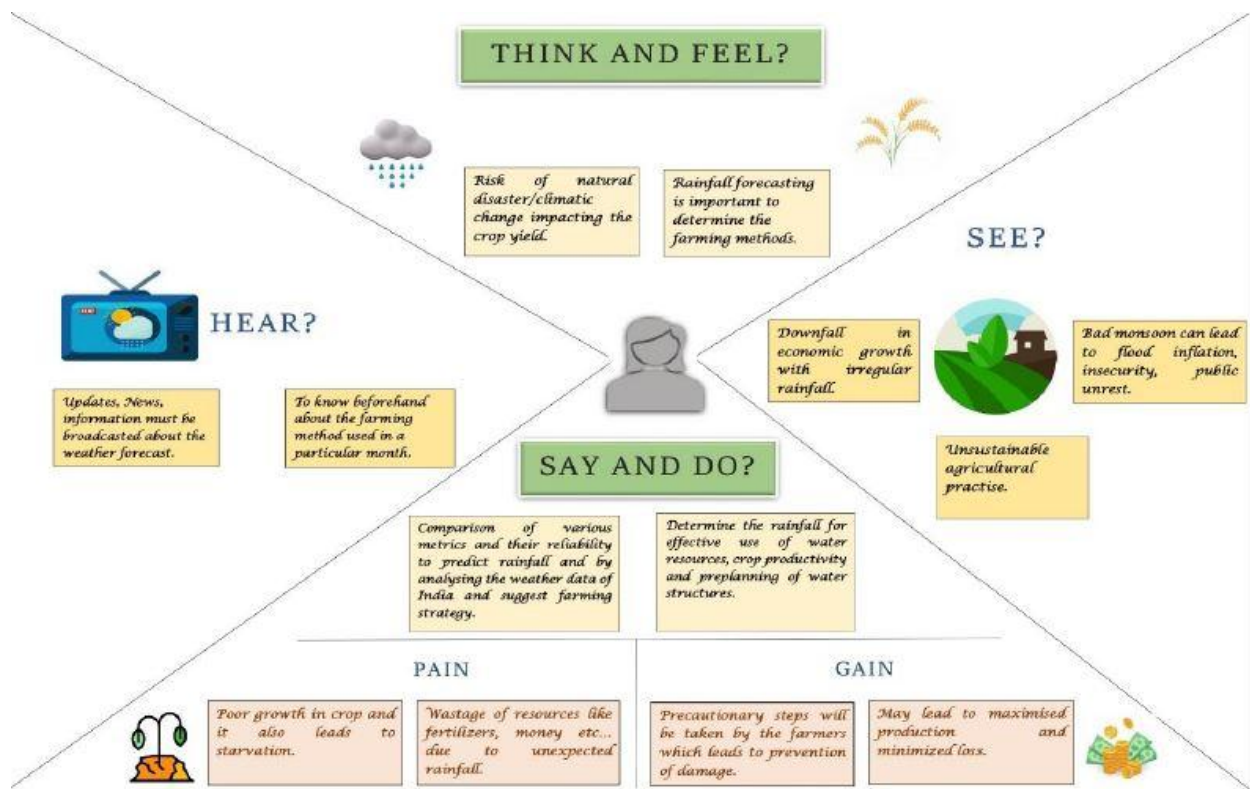 THINK AND FEEL?
Risk of natural
disaster/climatic
change impacting the
crop yield.
Rainfall forecasting
is important to
determine the
farming methods.
HEAR?
Updates, News,
information must be
broadcasted about the
weather forecast.
To know beforehand
about the farming
method used in a
particular month.
SEE?
Downfall in
economic growth
with irregular
rainfall.
Bad monsoon can lead
to flood inflation,
insecurity, public
unrest.
Unsustainable
agricultural
practise.
SAY AND DO?
Comparison of various
metrics and their reliability
to predict rainfall and by
analysing the weather data of
India and suggest farming
strategy.
Determine the rainfall for
effective use of water
resources, crop productivity
and preplanning of water
structures.
PAIN
Poor growth in crop and
it also leads to
starvation.
Wastage of resources like
fertilizers, money etc...
due to unexpected
rainfall.
GAIN
Precautionary steps will
be taken by the farmers
which leads to prevention
of damage.
May lead to maximised
production and
minimized loss.